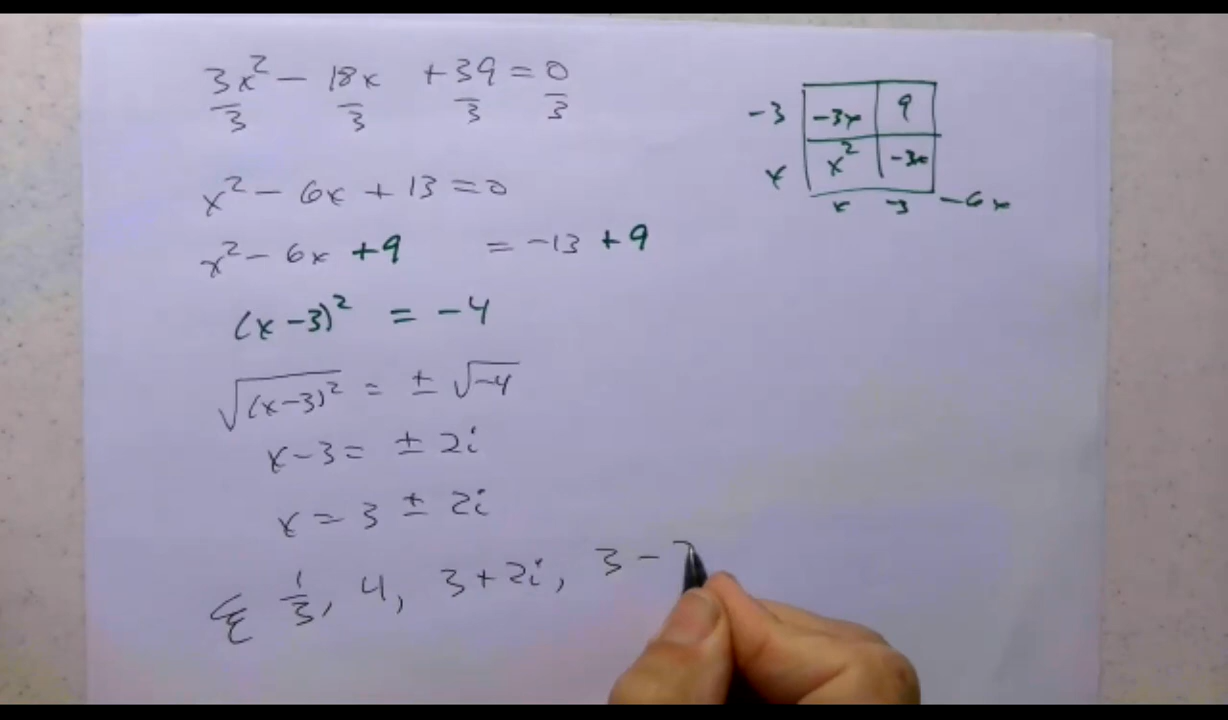 3x² − 18x + 39 = 0
3 3 3 3
x² − 6x + 13 = 0
x² − 6x + 9 = −13 + 9
(x − 3)² = −4
√(x−3)² = ± √−4
x − 3 = ± 2i
x = 3 ± 2i
{ 1/3, 4, 3 + 2i, 3 −
−3 −3x 9
x x² −3x
x −3 −6x